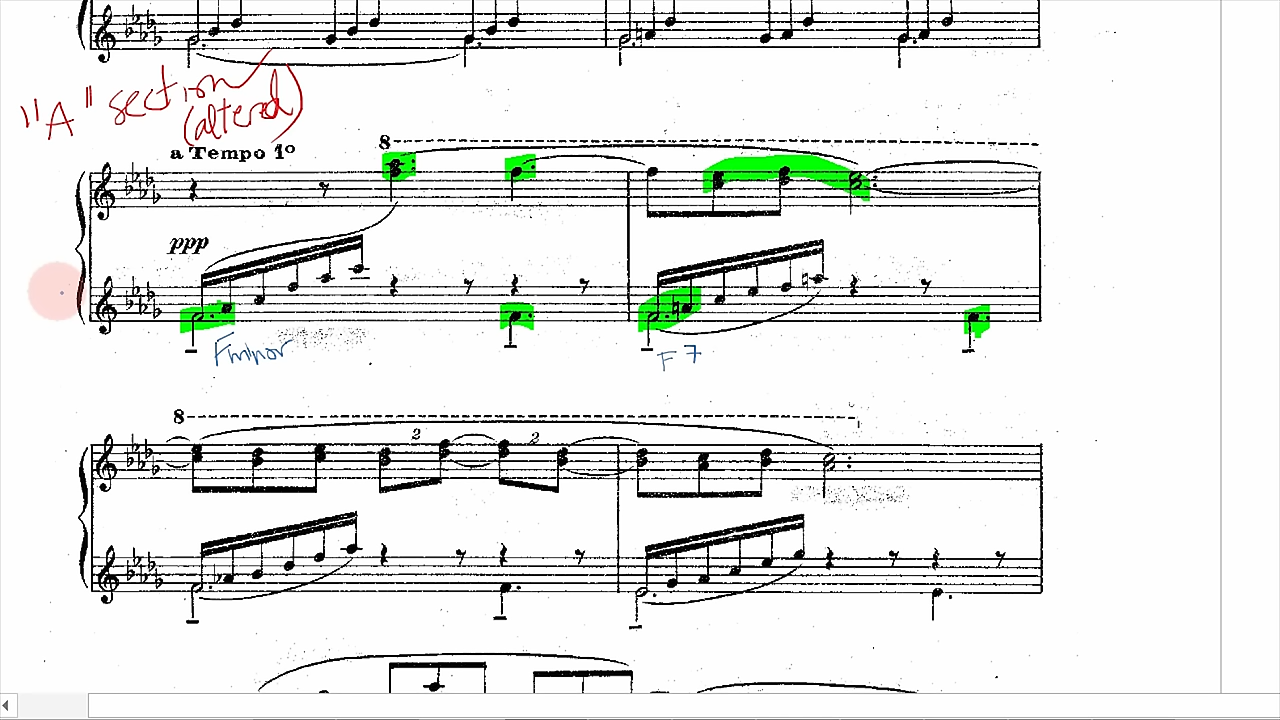 "A" section
(altered)
a Tempo 1º
8
ppp
F minor
F 7
8
2
2